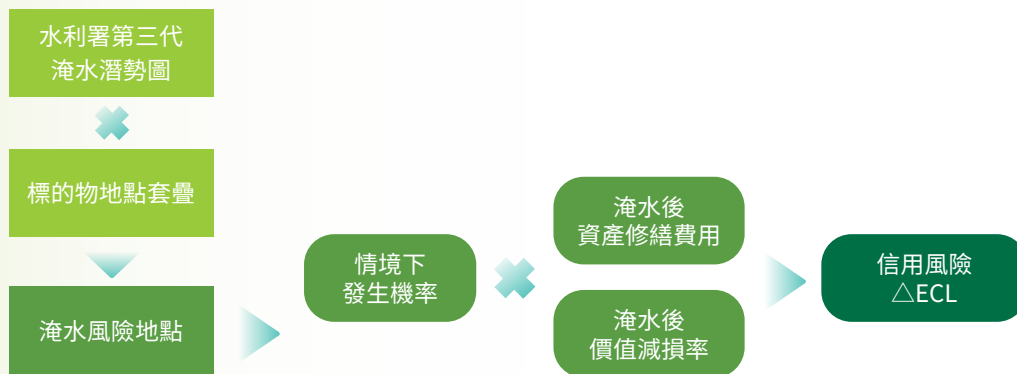 水利署第三代
淹水潛勢圖
標的物地點套疊
淹水風險地點
情境下
發生機率
淹水後
資產修繕費用
淹水後
價值減損率
信用風險
△ECL